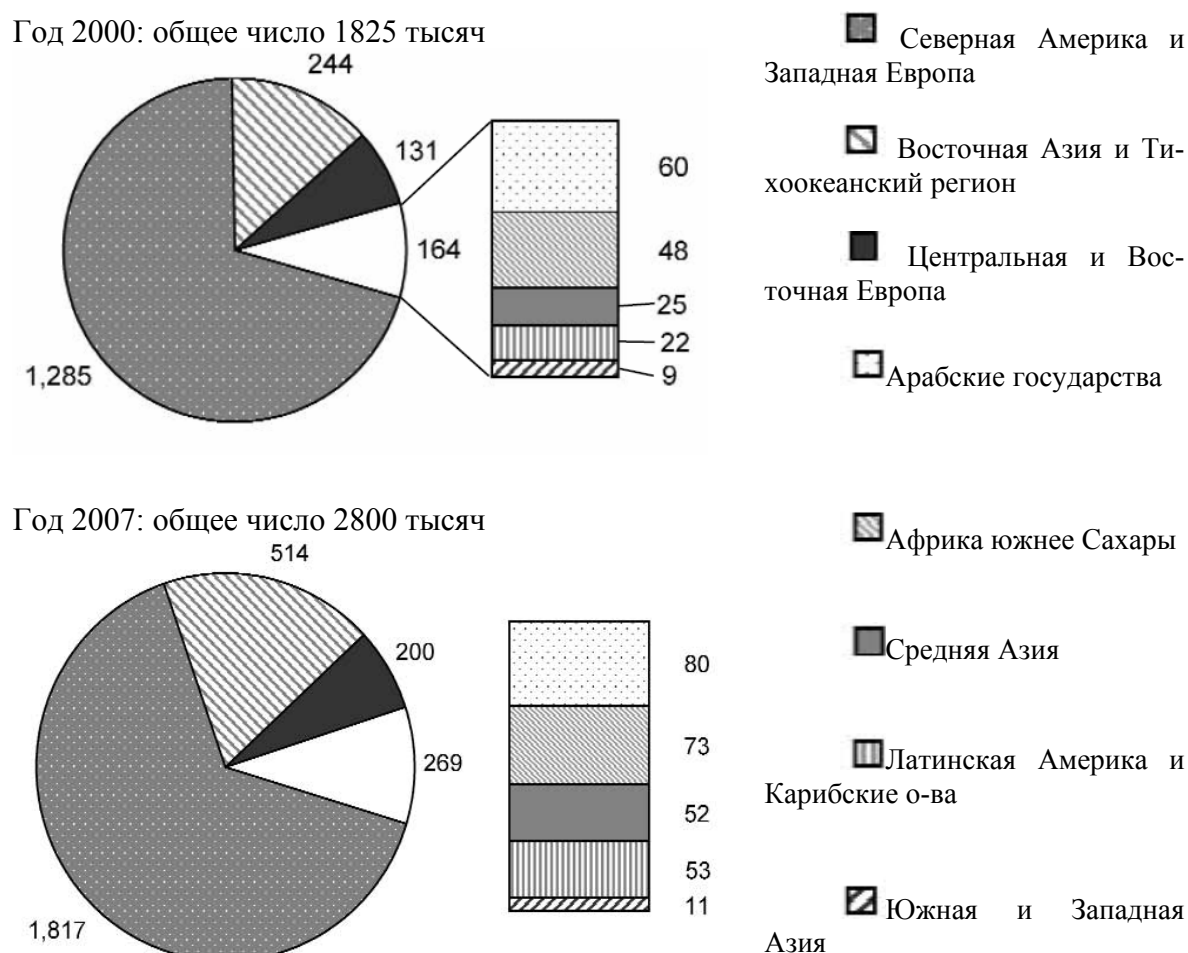 Год 2000: общее число 1825 тысяч
244
131
164
1,285
60
48
25
22
9
Северная Америка и
Западная Европа
Восточная Азия и Ти-
хоокеанский регион
Центральная и Вос-
точная Европа
Арабские государства
Год 2007: общее число 2800 тысяч
514
200
269
1,817
80
73
52
53
11
Африка южнее Сахары
Средняя Азия
Латинская Америка и
Карибские о-ва
Южная и Западная
Азия